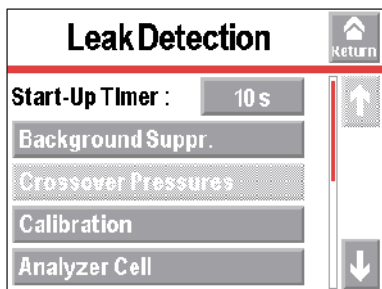 Leak Detection
Return
Start-Up Timer : 10 s
Background Suppr.
Crossover Pressures
Calibration
Analyzer Cell